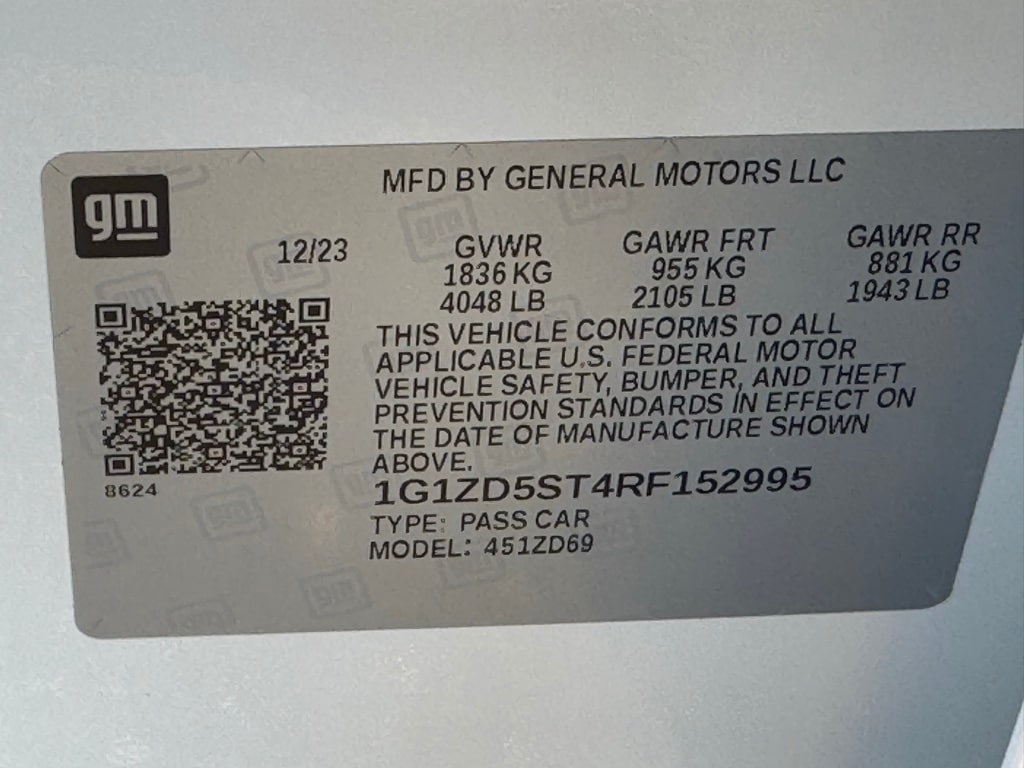 gm
MFD BY GENERAL MOTORS LLC
12/23 GVWR GAWR FRT GAWR RR
1836 KG 955 KG 881 KG
4048 LB 2105 LB 1943 LB
THIS VEHICLE CONFORMS TO ALL
APPLICABLE U.S. FEDERAL MOTOR
VEHICLE SAFETY, BUMPER, AND THEFT
PREVENTION STANDARDS IN EFFECT ON
THE DATE OF MANUFACTURE SHOWN
ABOVE.
8624
1G1ZD5ST4RF152995
TYPE: PASS CAR
MODEL: 451ZD69